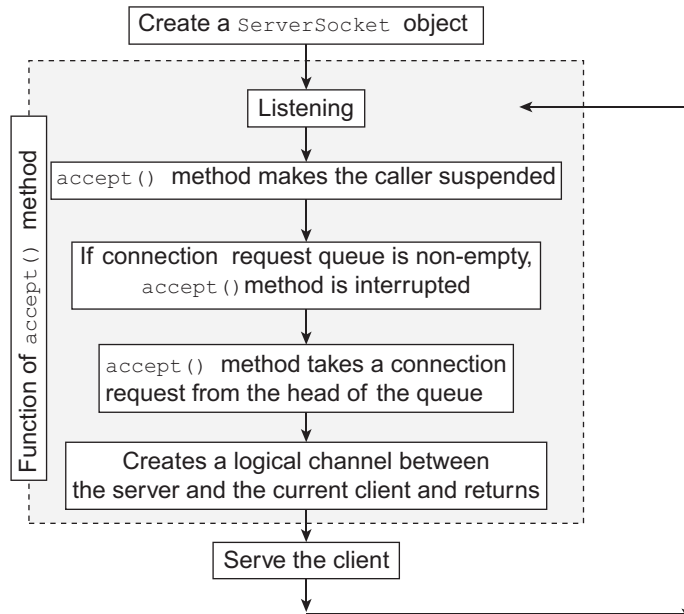 Create a ServerSocket object
Listening
Function of accept() method
accept() method makes the caller suspended
If connection request queue is non-empty,
accept() method is interrupted
accept() method takes a connection
request from the head of the queue
Creates a logical channel between
the server and the current client and returns
Serve the client